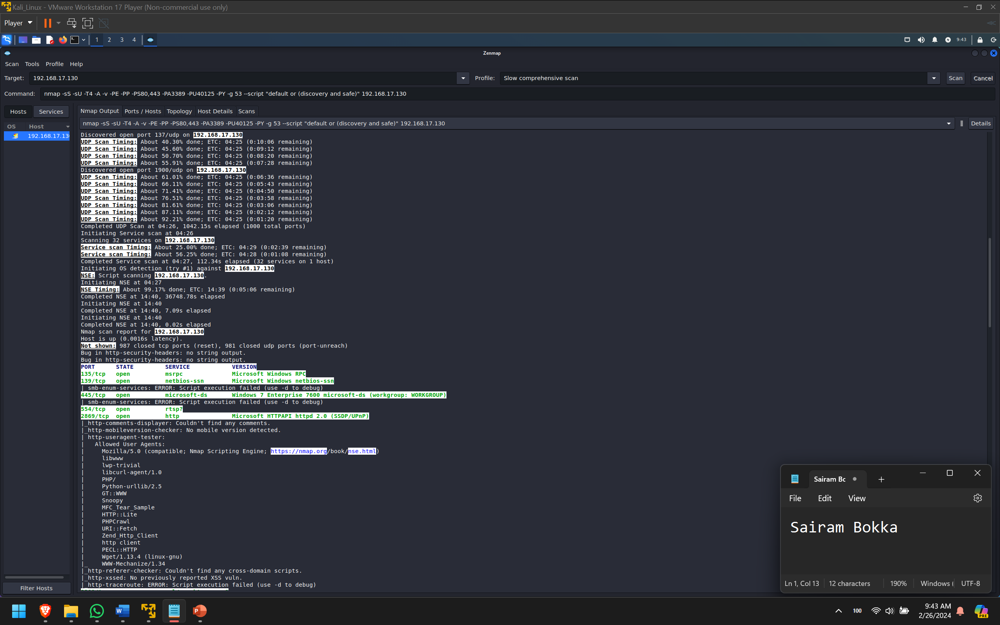 Kali_Linux - VMware Workstation 17 Player (Non-commercial use only)
Player
1 2 3 4
9:43
Zenmap
Scan Tools Profile Help
Target: 192.168.17.130 Profile: Slow comprehensive scan Scan Cancel
Command: nmap -sS -sU -T4 -A -v -PE -PP -PS80,443 -PA3389 -PU40125 -PY -g 53 --script "default or (discovery and safe)" 192.168.17.130
Hosts Services
Nmap Output Ports / Hosts Topology Host Details Scans
OS Host
192.168.17.13
nmap -sS -sU -T4 -A -v -PE -PP -PS80,443 -PA3389 -PU40125 -PY -g 53 --script "default or (discovery and safe)" 192.168.17.130 Details
Discovered open port 137/udp on 192.168.17.130
UDP Scan Timing: About 40.30% done; ETC: 04:25 (0:10:06 remaining)
UDP Scan Timing: About 45.60% done; ETC: 04:25 (0:09:12 remaining)
UDP Scan Timing: About 50.70% done; ETC: 04:25 (0:08:20 remaining)
UDP Scan Timing: About 55.91% done; ETC: 04:25 (0:07:28 remaining)
Discovered open port 1900/udp on 192.168.17.130
UDP Scan Timing: About 61.01% done; ETC: 04:25 (0:06:36 remaining)
UDP Scan Timing: About 66.11% done; ETC: 04:25 (0:05:43 remaining)
UDP Scan Timing: About 71.41% done; ETC: 04:25 (0:04:50 remaining)
UDP Scan Timing: About 76.51% done; ETC: 04:25 (0:03:58 remaining)
UDP Scan Timing: About 81.61% done; ETC: 04:25 (0:03:06 remaining)
UDP Scan Timing: About 87.11% done; ETC: 04:25 (0:02:12 remaining)
UDP Scan Timing: About 92.21% done; ETC: 04:25 (0:01:20 remaining)
Completed UDP Scan at 04:26, 1042.15s elapsed (1000 total ports)
Initiating Service scan at 04:26
Scanning 32 services on 192.168.17.130
Service scan Timing: About 25.00% done; ETC: 04:29 (0:02:39 remaining)
Service scan Timing: About 56.25% done; ETC: 04:28 (0:01:08 remaining)
Completed Service scan at 04:27, 112.34s elapsed (32 services on 1 host)
Initiating OS detection (try #1) against 192.168.17.130
NSE: Script scanning 192.168.17.130.
Initiating NSE at 04:27
NSE Timing: About 99.17% done; ETC: 14:39 (0:05:06 remaining)
Completed NSE at 14:40, 36748.78s elapsed
Initiating NSE at 14:40
Completed NSE at 14:40, 7.09s elapsed
Initiating NSE at 14:40
Completed NSE at 14:40, 0.02s elapsed
Nmap scan report for 192.168.17.130
Host is up (0.0016s latency).
Not shown: 987 closed tcp ports (reset), 981 closed udp ports (port-unreach)
Bug in http-security-headers: no string output.
Bug in http-security-headers: no string output.
PORT STATE SERVICE VERSION
135/tcp open msrpc Microsoft Windows RPC
139/tcp open netbios-ssn Microsoft Windows netbios-ssn
|_smb-enum-services: ERROR: Script execution failed (use -d to debug)
445/tcp open microsoft-ds Windows 7 Enterprise 7600 microsoft-ds (workgroup: WORKGROUP)
|_smb-enum-services: ERROR: Script execution failed (use -d to debug)
554/tcp open rtsp?
2869/tcp open http Microsoft HTTPAPI httpd 2.0 (SSDP/UPnP)
|_http-comments-displayer: Couldn't find any comments.
|_http-mobileversion-checker: No mobile version detected.
| http-useragent-tester:
|   Allowed User Agents:
|     Mozilla/5.0 (compatible; Nmap Scripting Engine; https://nmap.org/book/nse.html)
|     libwww
|     lwp-trivial
|     libcurl-agent/1.0
|     PHP/
|     Python-urllib/2.5
|     GT::WWW
|     Snoopy
|     MFC_Tear_Sample
|     HTTP::Lite
|     PHPCrawl
|     URI::Fetch
|     Zend_Http_Client
|     http client
|     PECL::HTTP
|     Wget/1.13.4 (linux-gnu)
|_    WWW-Mechanize/1.34
|_http-referer-checker: Couldn't find any cross-domain scripts.
|_http-xssed: No previously reported XSS vuln.
|_http-traceroute: ERROR: Script execution failed (use -d to debug)
Filter Hosts
Sairam Bc
File Edit View
Sairam Bokka
Ln 1, Col 13 12 characters 190% Windows ( UTF-8
100
9:43 AM
2/26/2024
W
P
PRE